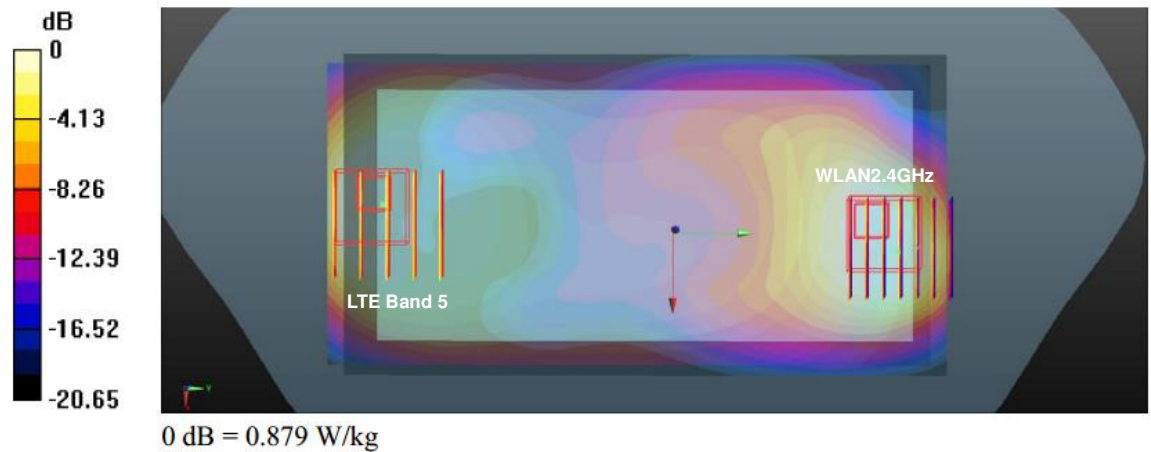 dB
0
-4.13
-8.26
-12.39
-16.52
-20.65
WLAN2.4GHz
LTE Band 5
Y
0 dB = 0.879 W/kg